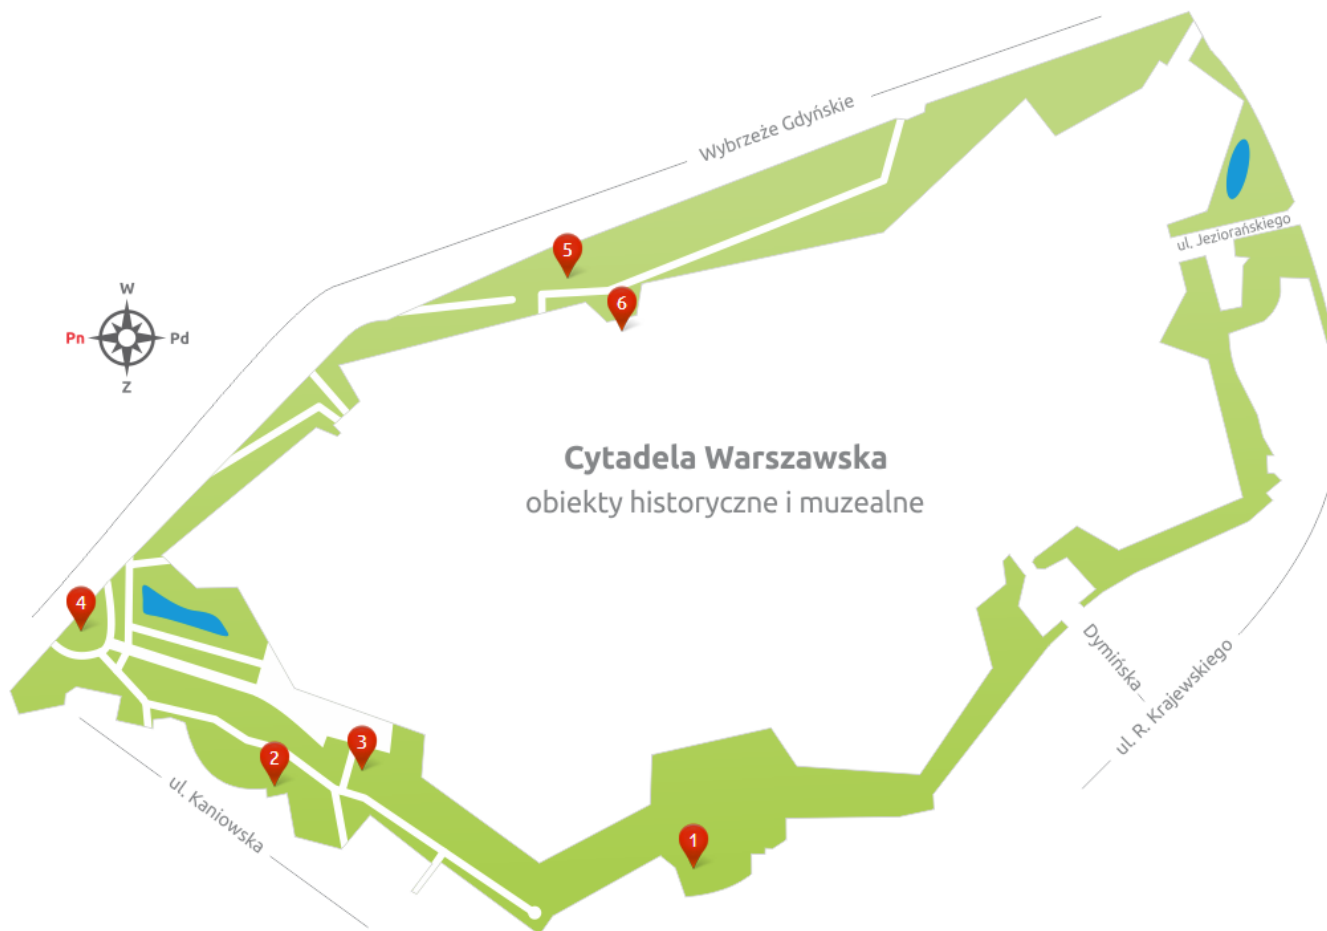 Wybrzeże Gdyńskie
5
ul. Jeziorańskiego
6
W
Pn
Pd
Z
Cytadela Warszawska
obiekty historyczne i muzealne
4
Dymińska
ul. R. Krajewskiego
3
2
ul. Kaniowska
1